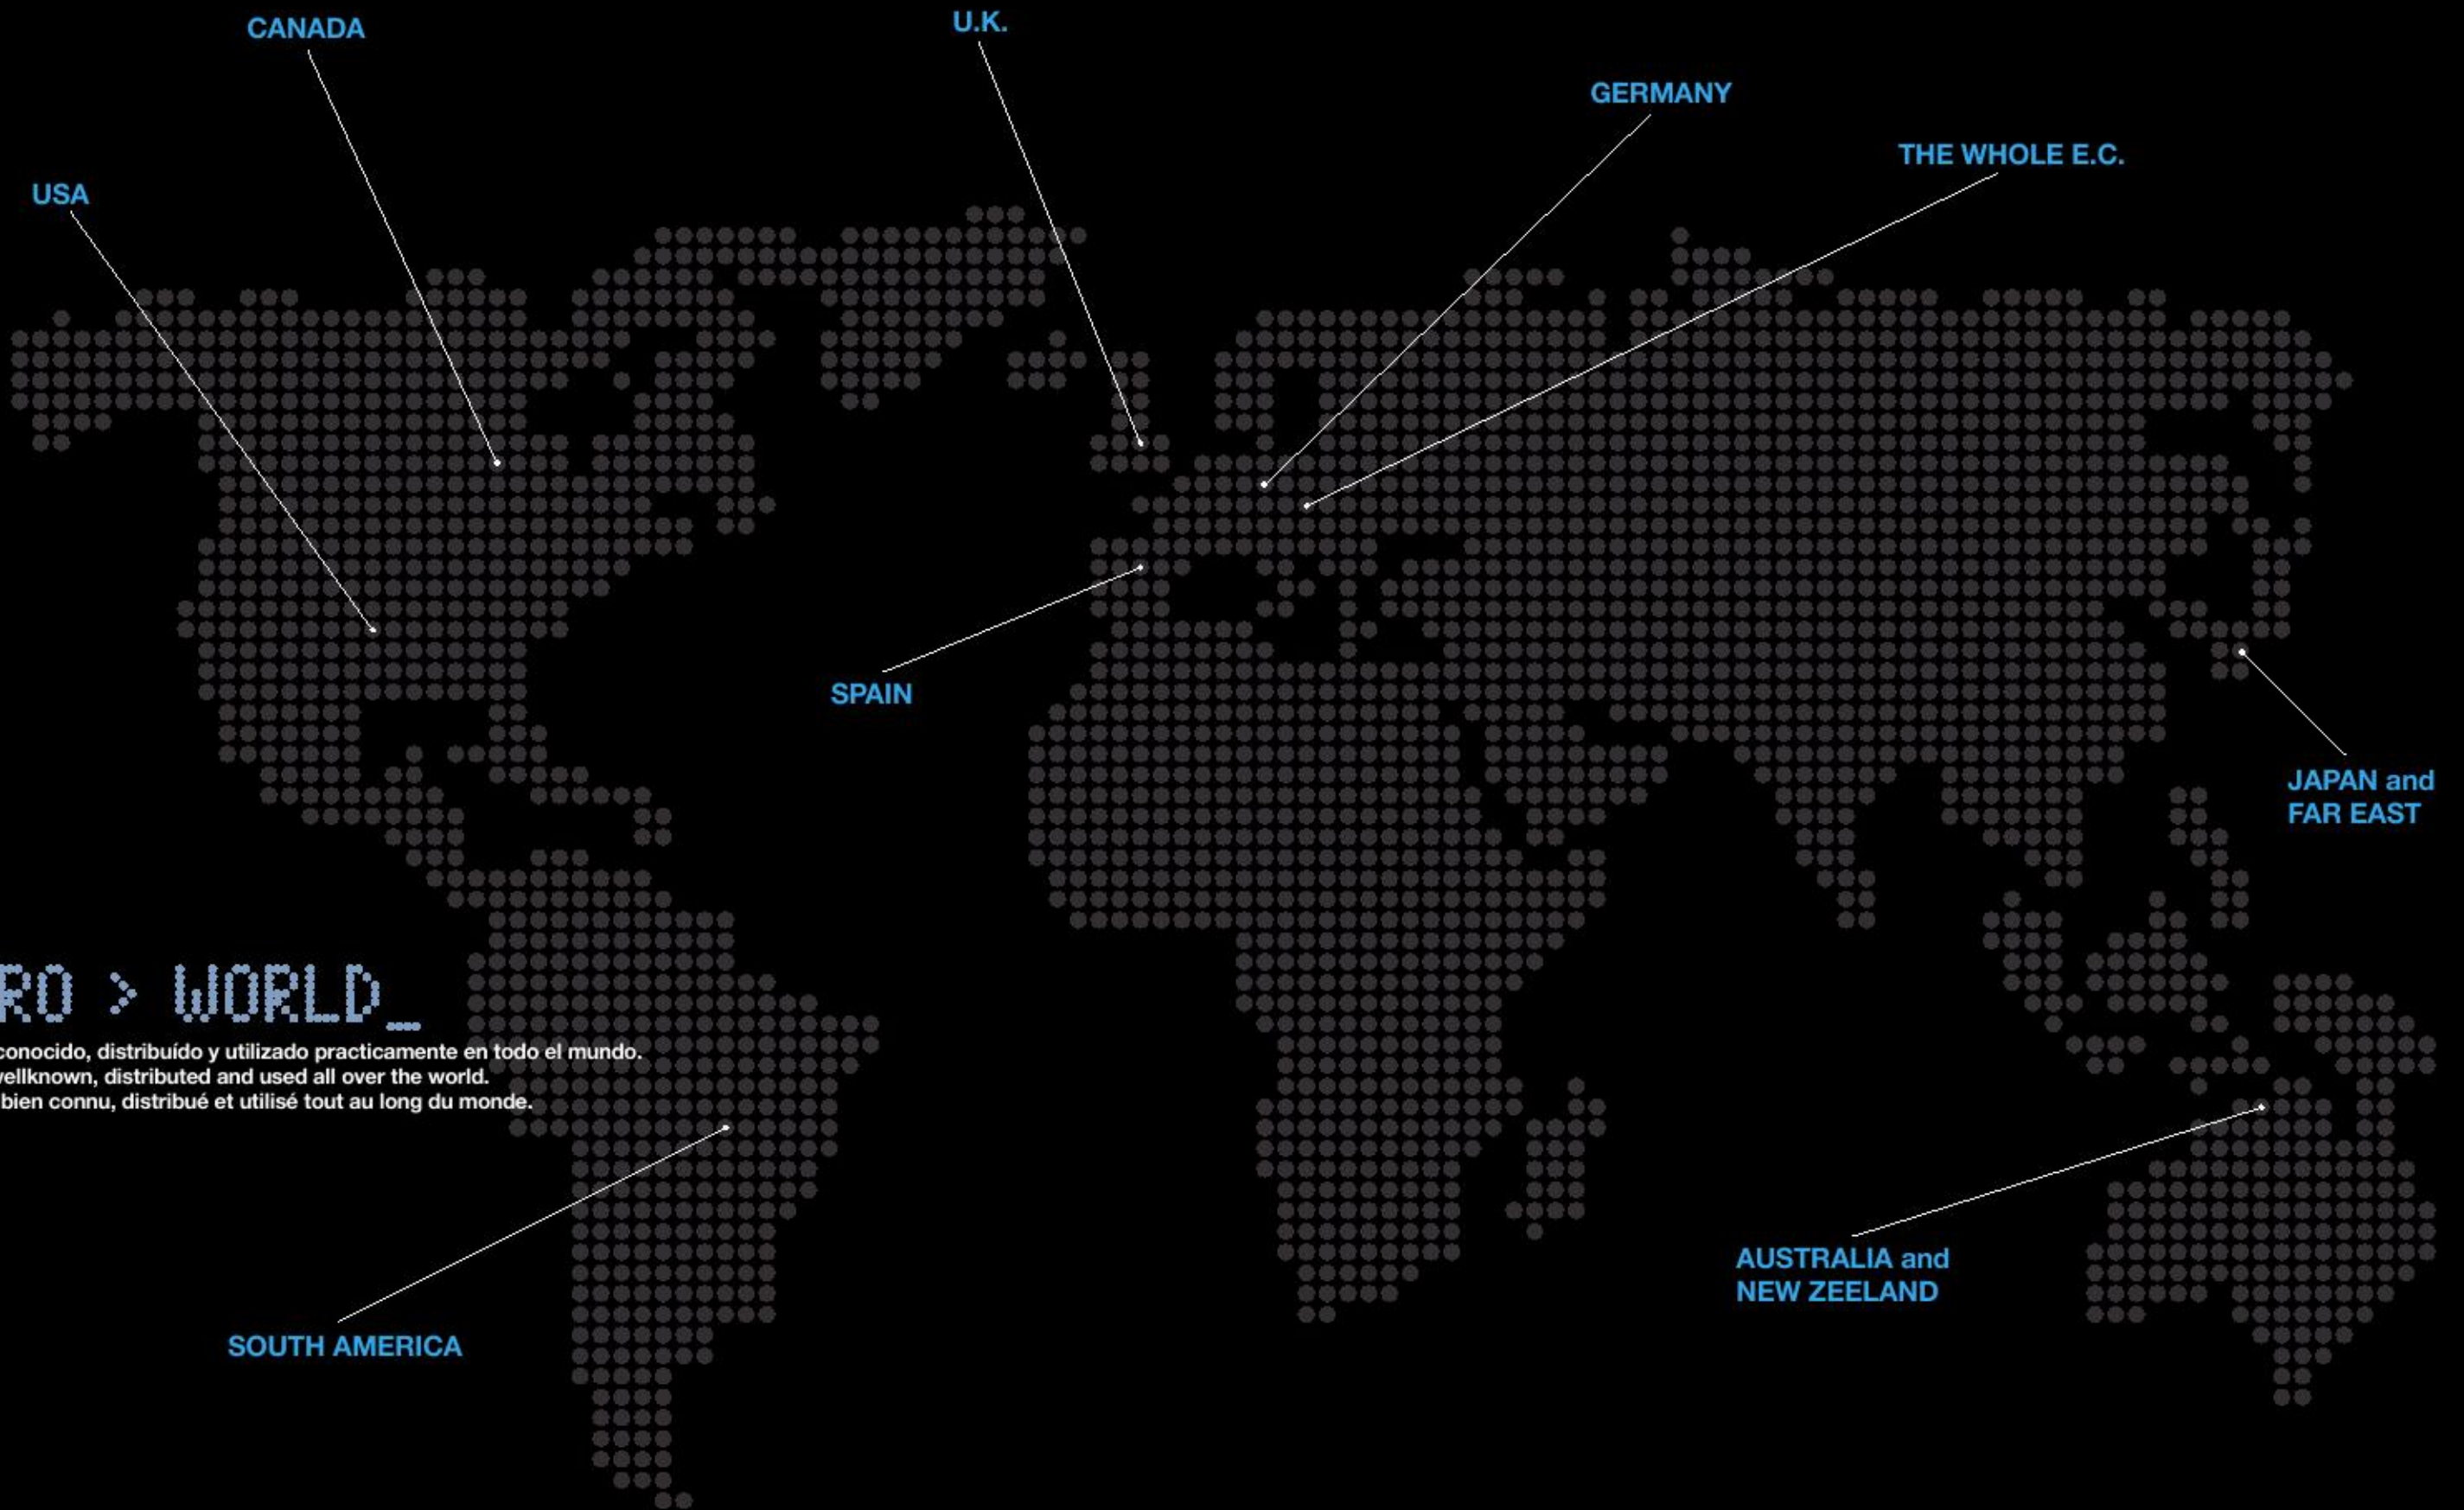 CANADA
U.K.
GERMANY
THE WHOLE E.C.
USA
SPAIN
JAPAN and
FAR EAST
RO > WORLD_
conocido, distribuído y utilizado practicamente en todo el mundo.
wellknown, distributed and used all over the world.
bien connu, distribué et utilisé tout au long du monde.
AUSTRALIA and
NEW ZEELAND
SOUTH AMERICA